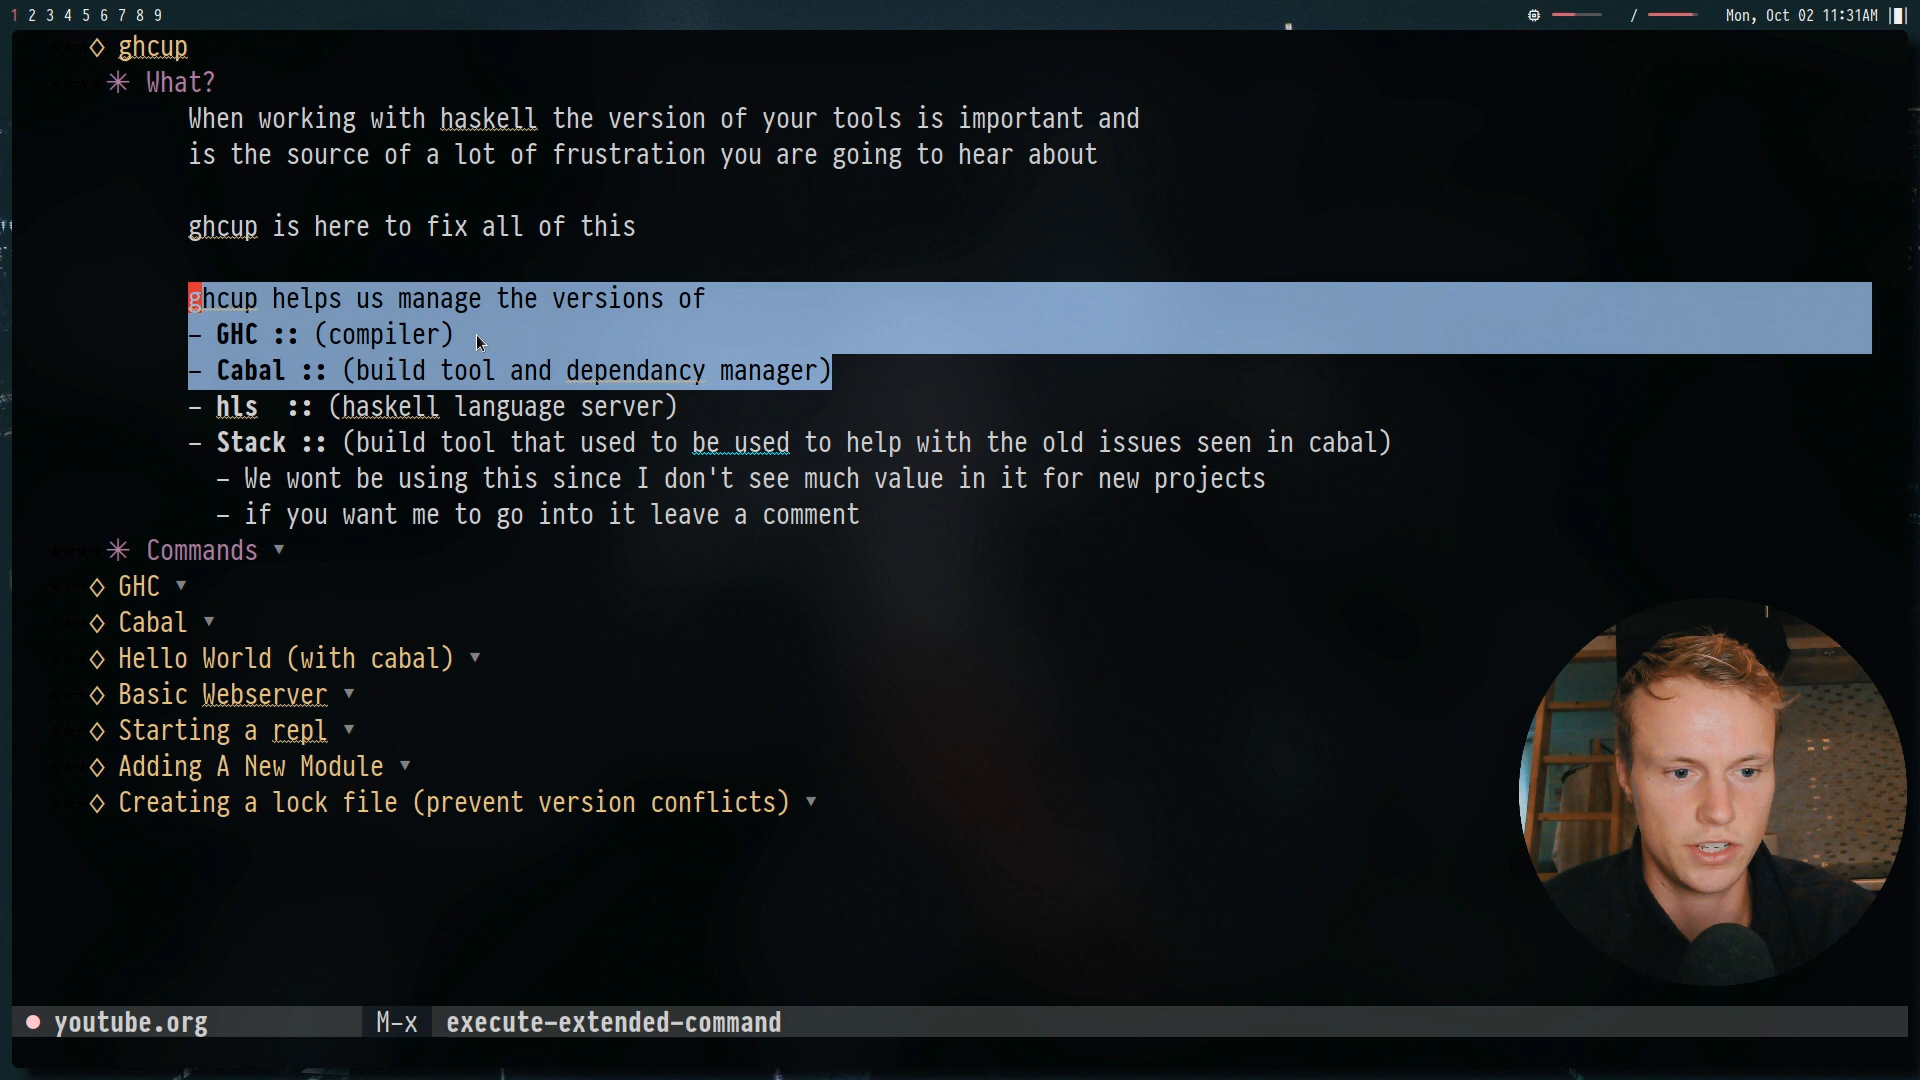 1 2 3 4 5 6 7 8 9
/ Mon, Oct 02 11:31AM
◇ ghcup
✳ What?
When working with haskell the version of your tools is important and
is the source of a lot of frustration you are going to hear about
ghcup is here to fix all of this
ghcup helps us manage the versions of
– GHC :: (compiler)
– Cabal :: (build tool and dependancy manager)
– hls  :: (haskell language server)
– Stack :: (build tool that used to be used to help with the old issues seen in cabal)
– We wont be using this since I don't see much value in it for new projects
– if you want me to go into it leave a comment
✳ Commands ▾
◇ GHC ▾
◇ Cabal ▾
◇ Hello World (with cabal) ▾
◇ Basic Webserver ▾
◇ Starting a repl ▾
◇ Adding A New Module ▾
◇ Creating a lock file (prevent version conflicts) ▾
youtube.org M-x execute-extended-command